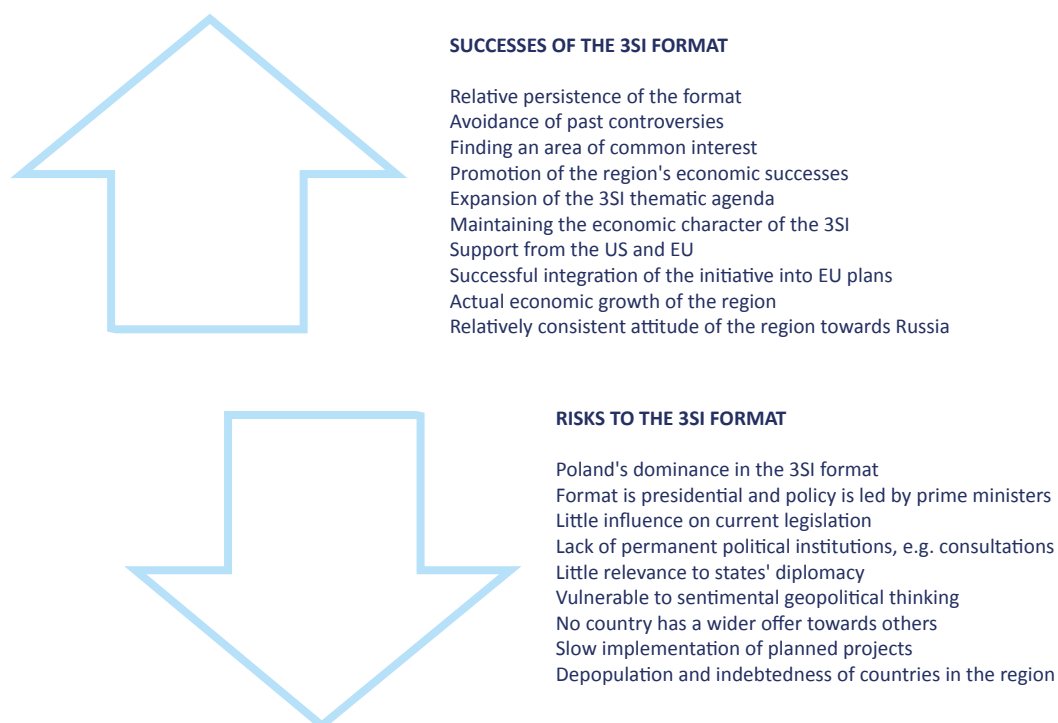 SUCCESSES OF THE 3SI FORMAT
Relative persistence of the format
Avoidance of past controversies
Finding an area of common interest
Promotion of the region's economic successes
Expansion of the 3SI thematic agenda
Maintaining the economic character of the 3SI
Support from the US and EU
Successful integration of the initiative into EU plans
Actual economic growth of the region
Relatively consistent attitude of the region towards Russia
RISKS TO THE 3SI FORMAT
Poland's dominance in the 3SI format
Format is presidential and policy is led by prime ministers
Little influence on current legislation
Lack of permanent political institutions, e.g. consultations
Little relevance to states' diplomacy
Vulnerable to sentimental geopolitical thinking
No country has a wider offer towards others
Slow implementation of planned projects
Depopulation and indebtedness of countries in the region